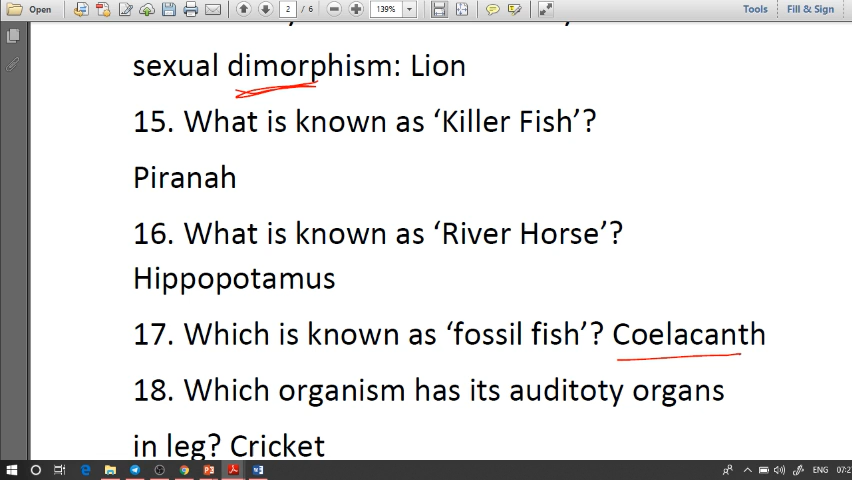 Open
2 / 6
139%
Tools
Fill & Sign
sexual dimorphism: Lion
15. What is known as ‘Killer Fish’?
Piranah
16. What is known as ‘River Horse’?
Hippopotamus
17. Which is known as ‘fossil fish’? Coelacanth
18. Which organism has its auditoty organs
in leg? Cricket
ENG